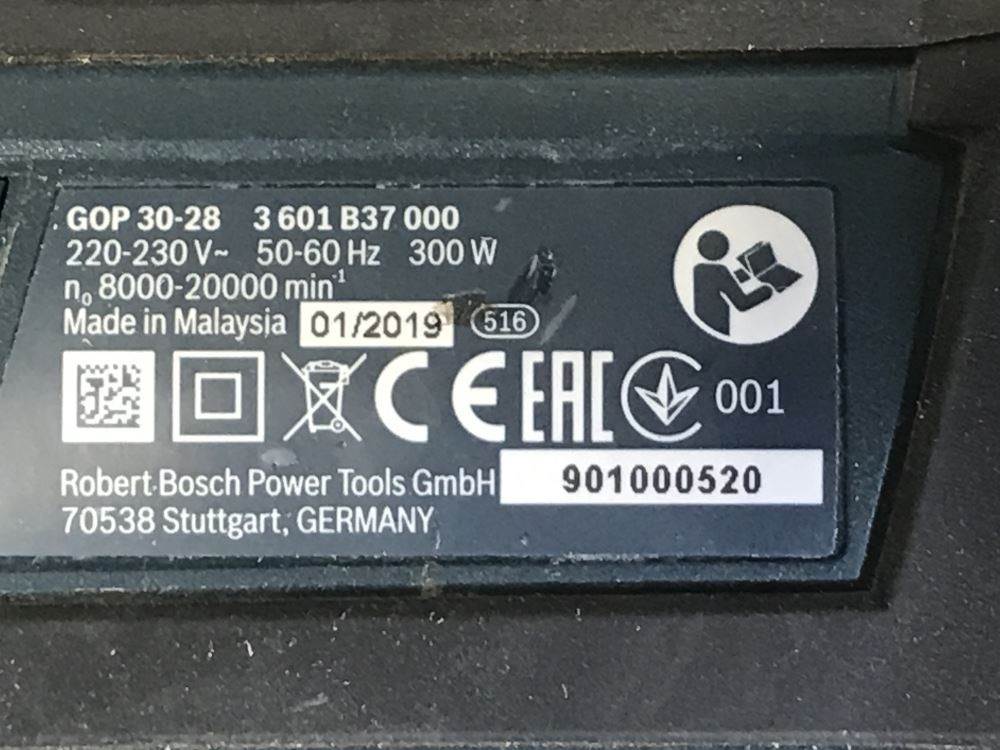 GOP 30-28 3 601 B37 000
220-230 V~ 50-60 Hz 300 W
n₀ 8000-20000 min⁻¹
Made in Malaysia 01/2019 516
CE EAC 001
Robert Bosch Power Tools GmbH 901000520
70538 Stuttgart, GERMANY